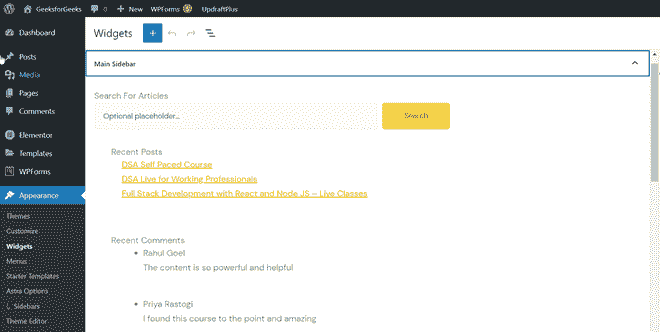 GeeksforGeeks 0 New WPForms UpdraftPlus
Dashboard
Posts
Media
Pages
Comments
Elementor
Templates
WPForms
Appearance
Themes
Customize
Widgets
Menus
Starter Templates
Astra Options
Sidebars
Theme Editor
Widgets
Main Sidebar
Search For Articles
Optional placeholder...
Search
Recent Posts
DSA Self Paced Course
DSA Live for Working Professionals
Full Stack Development with React and Node JS – Live Classes
Recent Comments
Rahul Goel
The content is so powerful and helpful
Priya Rastogi
I found this course to the point and amazing